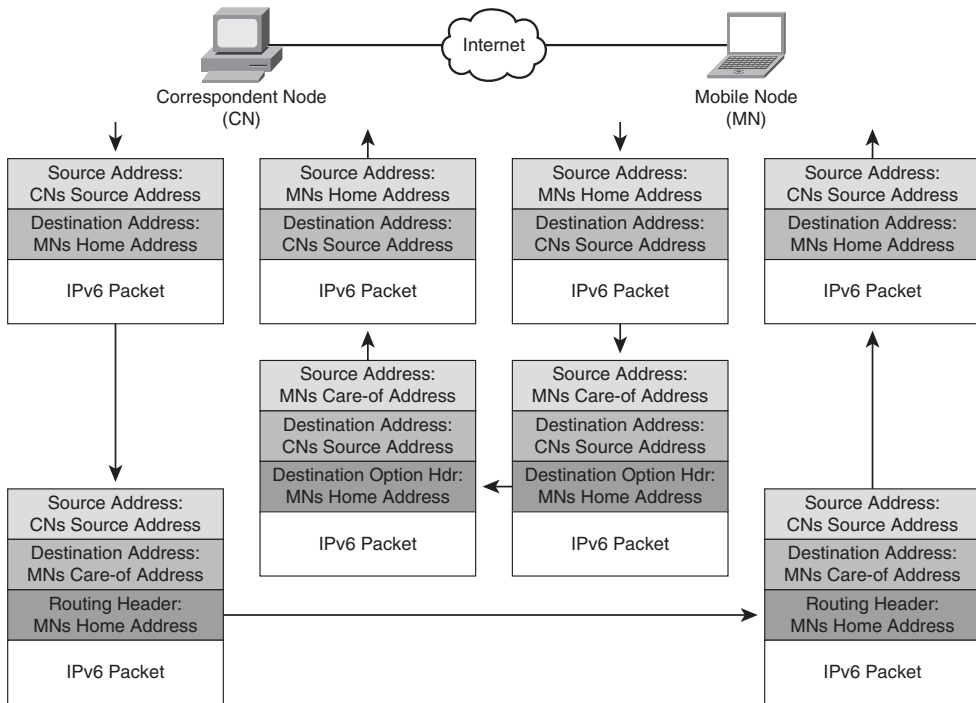 Internet
Correspondent Node
(CN)
Mobile Node
(MN)
Source Address:
CNs Source Address
Destination Address:
MNs Home Address
IPv6 Packet
Source Address:
MNs Home Address
Destination Address:
CNs Source Address
IPv6 Packet
Source Address:
MNs Home Address
Destination Address:
CNs Source Address
IPv6 Packet
Source Address:
CNs Source Address
Destination Address:
MNs Home Address
IPv6 Packet
Source Address:
MNs Care-of Address
Destination Address:
CNs Source Address
Destination Option Hdr:
MNs Home Address
IPv6 Packet
Source Address:
MNs Care-of Address
Destination Address:
CNs Source Address
Destination Option Hdr:
MNs Home Address
IPv6 Packet
Source Address:
CNs Source Address
Destination Address:
MNs Care-of Address
Routing Header:
MNs Home Address
IPv6 Packet
Source Address:
CNs Source Address
Destination Address:
MNs Care-of Address
Routing Header:
MNs Home Address
IPv6 Packet